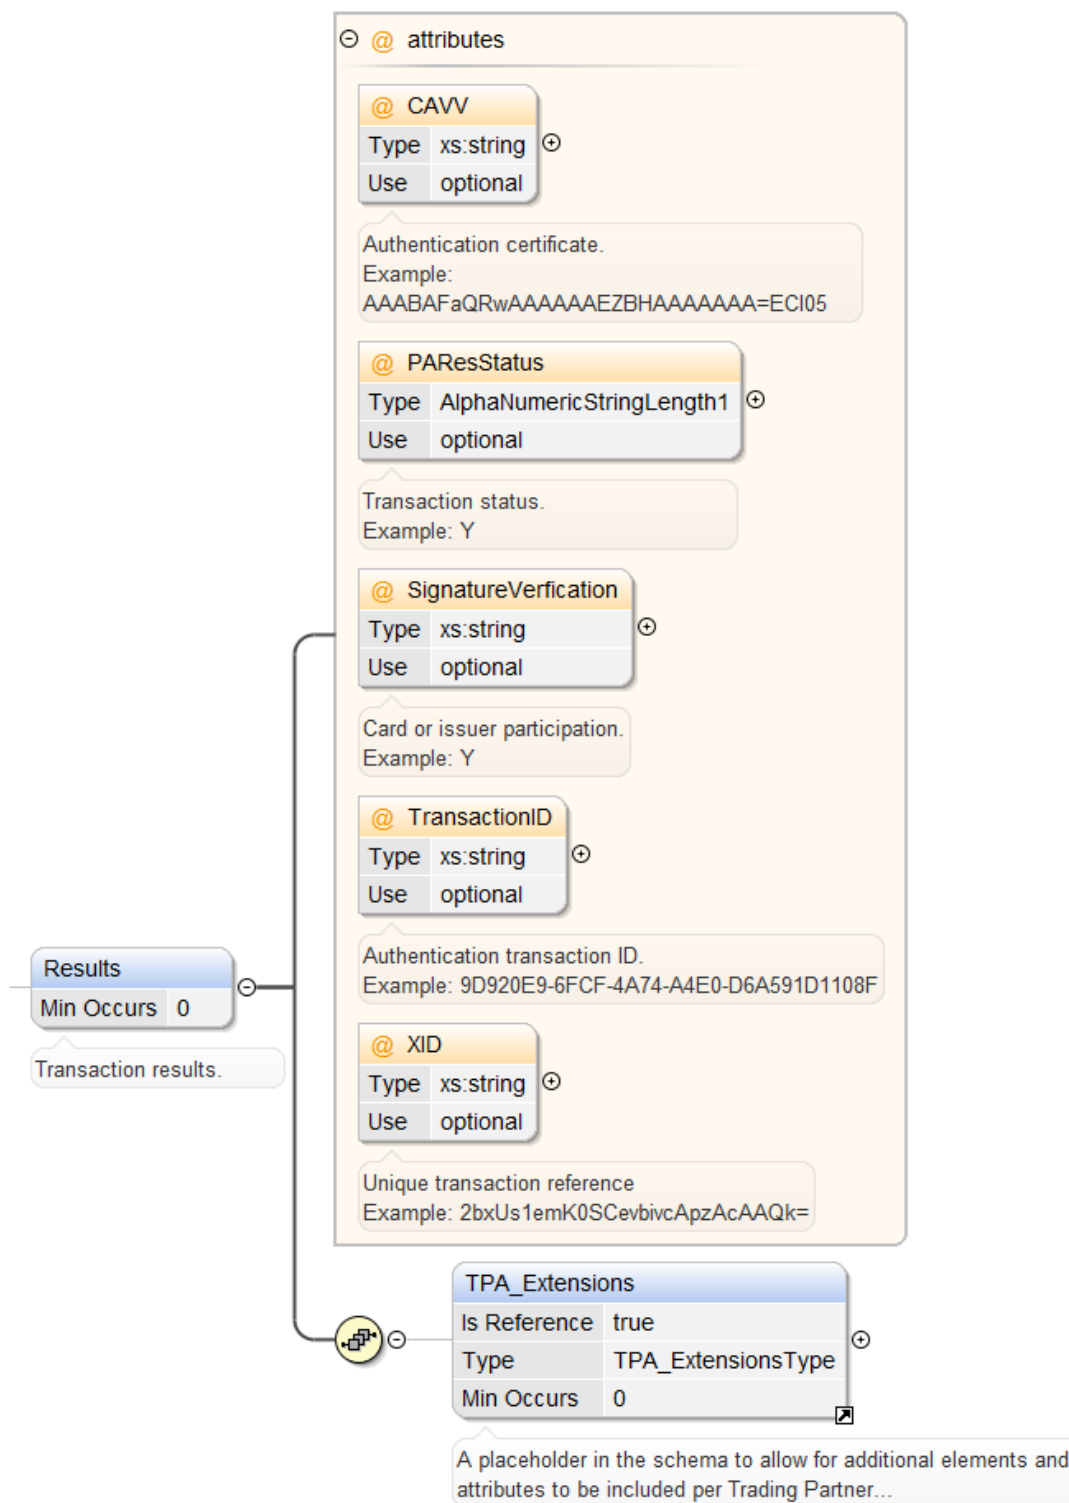 @ attributes
@ CAVV
Type xs:string
Use optional
Authentication certificate.
Example:
AAABAFaQRwAAAAAAEZBHAAAAAAA=ECI05
@ PAResStatus
Type AlphaNumericStringLength1
Use optional
Transaction status.
Example: Y
@ SignatureVerfication
Type xs:string
Use optional
Card or issuer participation.
Example: Y
@ TransactionID
Type xs:string
Use optional
Authentication transaction ID.
Example: 9D920E9-6FCF-4A74-A4E0-D6A591D1108F
Results
Min Occurs 0
Transaction results.
@ XID
Type xs:string
Use optional
Unique transaction reference
Example: 2bxUs1emK0SCevbivcApzAcAAQk=
TPA_Extensions
Is Reference true
Type TPA_ExtensionsType
Min Occurs 0
A placeholder in the schema to allow for additional elements and
attributes to be included per Trading Partner...